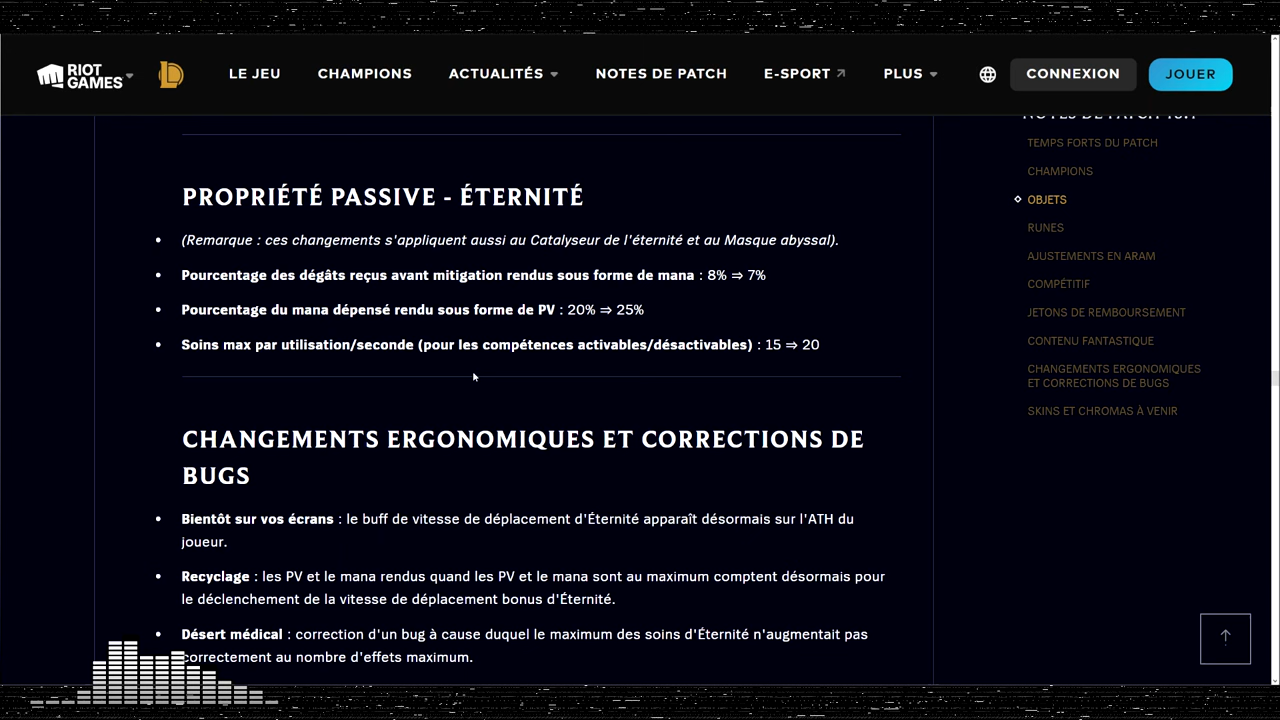 RIOT GAMES
LE JEU
CHAMPIONS
ACTUALITÉS
NOTES DE PATCH
E-SPORT
PLUS
CONNEXION
JOUER
PROPRIÉTÉ PASSIVE - ÉTERNITÉ
(Remarque : ces changements s'appliquent aussi au Catalyseur de l'éternité et au Masque abyssal).
Pourcentage des dégâts reçus avant mitigation rendus sous forme de mana : 8% ⇒ 7%
Pourcentage du mana dépensé rendu sous forme de PV : 20% ⇒ 25%
Soins max par utilisation/seconde (pour les compétences activables/désactivables) : 15 ⇒ 20
CHANGEMENTS ERGONOMIQUES ET CORRECTIONS DE
BUGS
Bientôt sur vos écrans : le buff de vitesse de déplacement d'Éternité apparaît désormais sur l'ATH du
joueur.
Recyclage : les PV et le mana rendus quand les PV et le mana sont au maximum comptent désormais pour
le déclenchement de la vitesse de déplacement bonus d'Éternité.
Désert médical : correction d'un bug à cause duquel le maximum des soins d'Éternité n'augmentait pas
correctement au nombre d'effets maximum.
NOTES DE PATCH
TEMPS FORTS DU PATCH
CHAMPIONS
OBJETS
RUNES
AJUSTEMENTS EN ARAM
COMPÉTITIF
JETONS DE REMBOURSEMENT
CONTENU FANTASTIQUE
CHANGEMENTS ERGONOMIQUES
ET CORRECTIONS DE BUGS
SKINS ET CHROMAS À VENIR